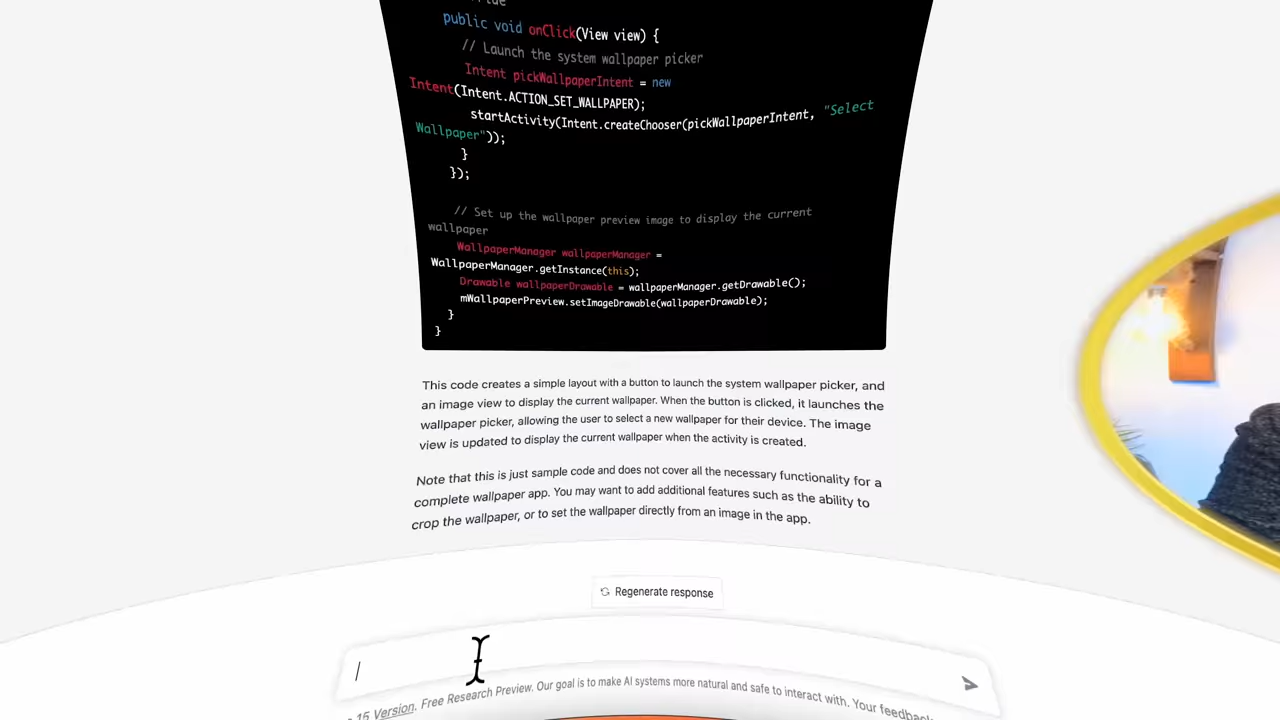 public void onClick(View view) {
// Launch the system wallpaper picker
Intent pickWallpaperIntent = new
Intent(Intent.ACTION_SET_WALLPAPER);
startActivity(Intent.createChooser(pickWallpaperIntent, "Select
Wallpaper"));
}
});
// Set up the wallpaper preview image to display the current
wallpaper
WallpaperManager wallpaperManager =
WallpaperManager.getInstance(this);
Drawable wallpaperDrawable = wallpaperManager.getDrawable();
mWallpaperPreview.setImageDrawable(wallpaperDrawable);
}
}
This code creates a simple layout with a button to launch the system wallpaper picker, and
an image view to display the current wallpaper. When the button is clicked, it launches the
wallpaper picker, allowing the user to select a new wallpaper for their device. The image
view is updated to display the current wallpaper when the activity is created.
Note that this is just sample code and does not cover all the necessary functionality for a
complete wallpaper app. You may want to add additional features such as the ability to
crop the wallpaper, or to set the wallpaper directly from an image in the app.
Regenerate response
15 Version. Free Research Preview. Our goal is to make AI systems more natural and safe to interact with. Your feedbac